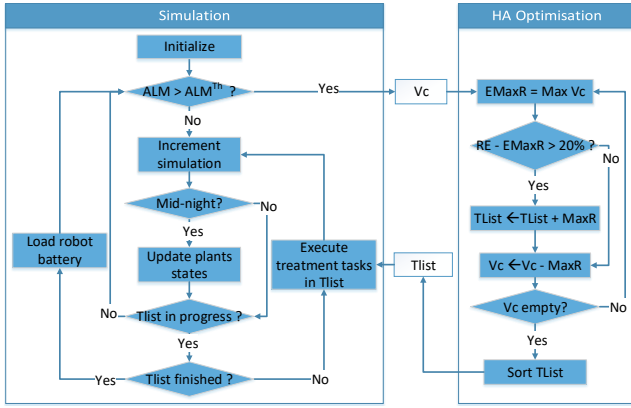 Simulation
HA Optimisation
Initialize
ALM > ALMᵀʰ ?
Yes
Vc
EMaxR = Max Vc
No
Increment
simulation
RE - EMaxR > 20% ?
No
Mid-night?
No
Yes
Yes
Load robot
battery
Update plants
states
Execute
treatment tasks
in Tlist
Tlist
TList ←TList + MaxR
Vc ←Vc - MaxR
No
Tlist in progress ?
Vc empty?
No
Yes
Yes
Yes
Tlist finished ?
No
Sort TList